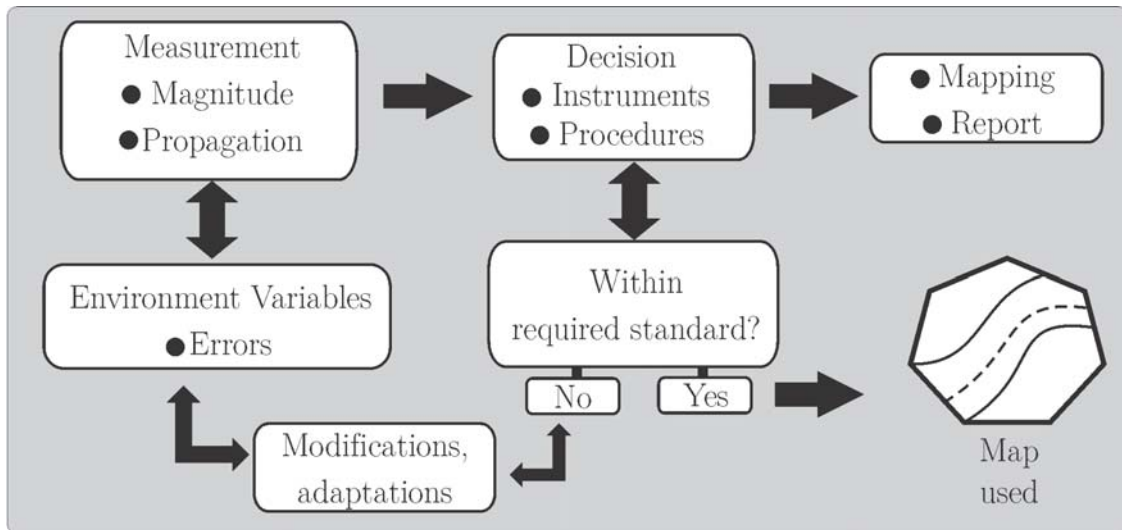 Measurement
● Magnitude
● Propagation
Decision
● Instruments
● Procedures
● Mapping
● Report
Environment Variables
● Errors
Within
required standard?
No
Yes
Modifications,
adaptations
Map
used